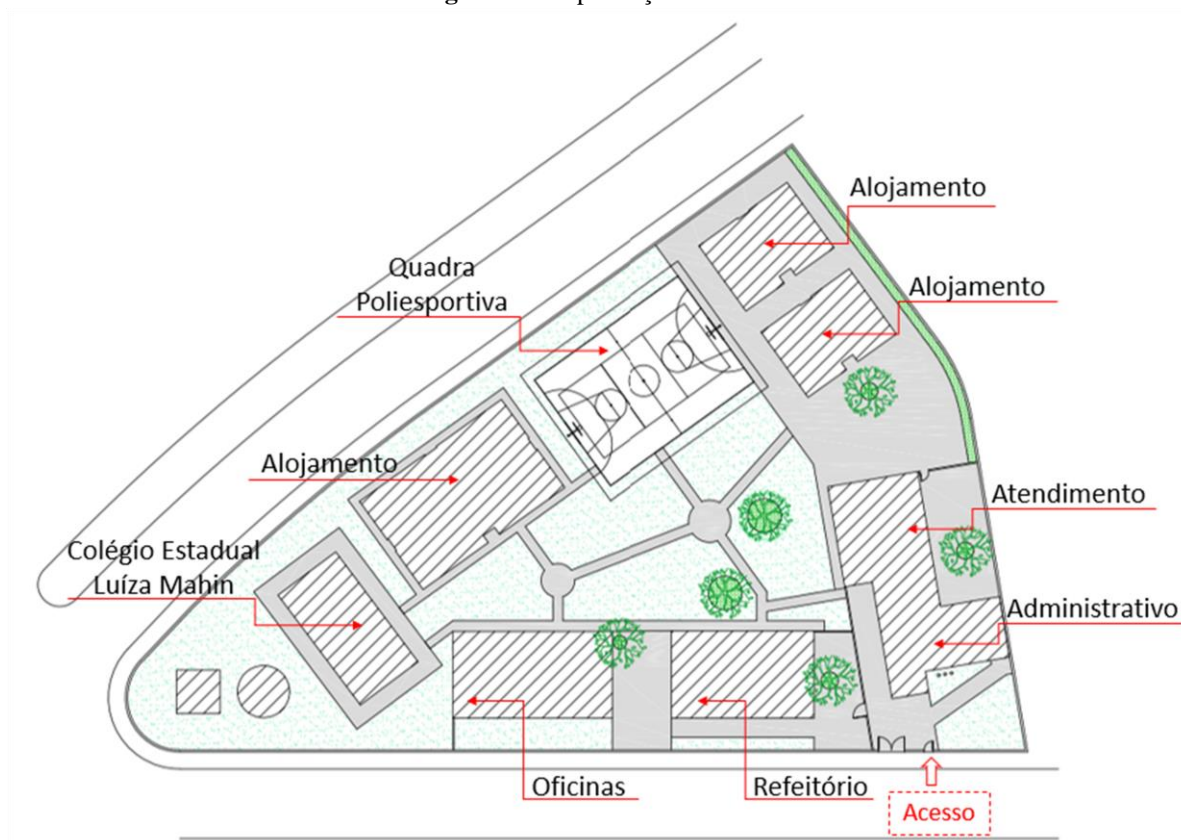 Alojamento
Quadra
Poliesportiva
Alojamento
Alojamento
Atendimento
Colégio Estadual
Luíza Mahin
Administrativo
Oficinas
Refeitório
Acesso